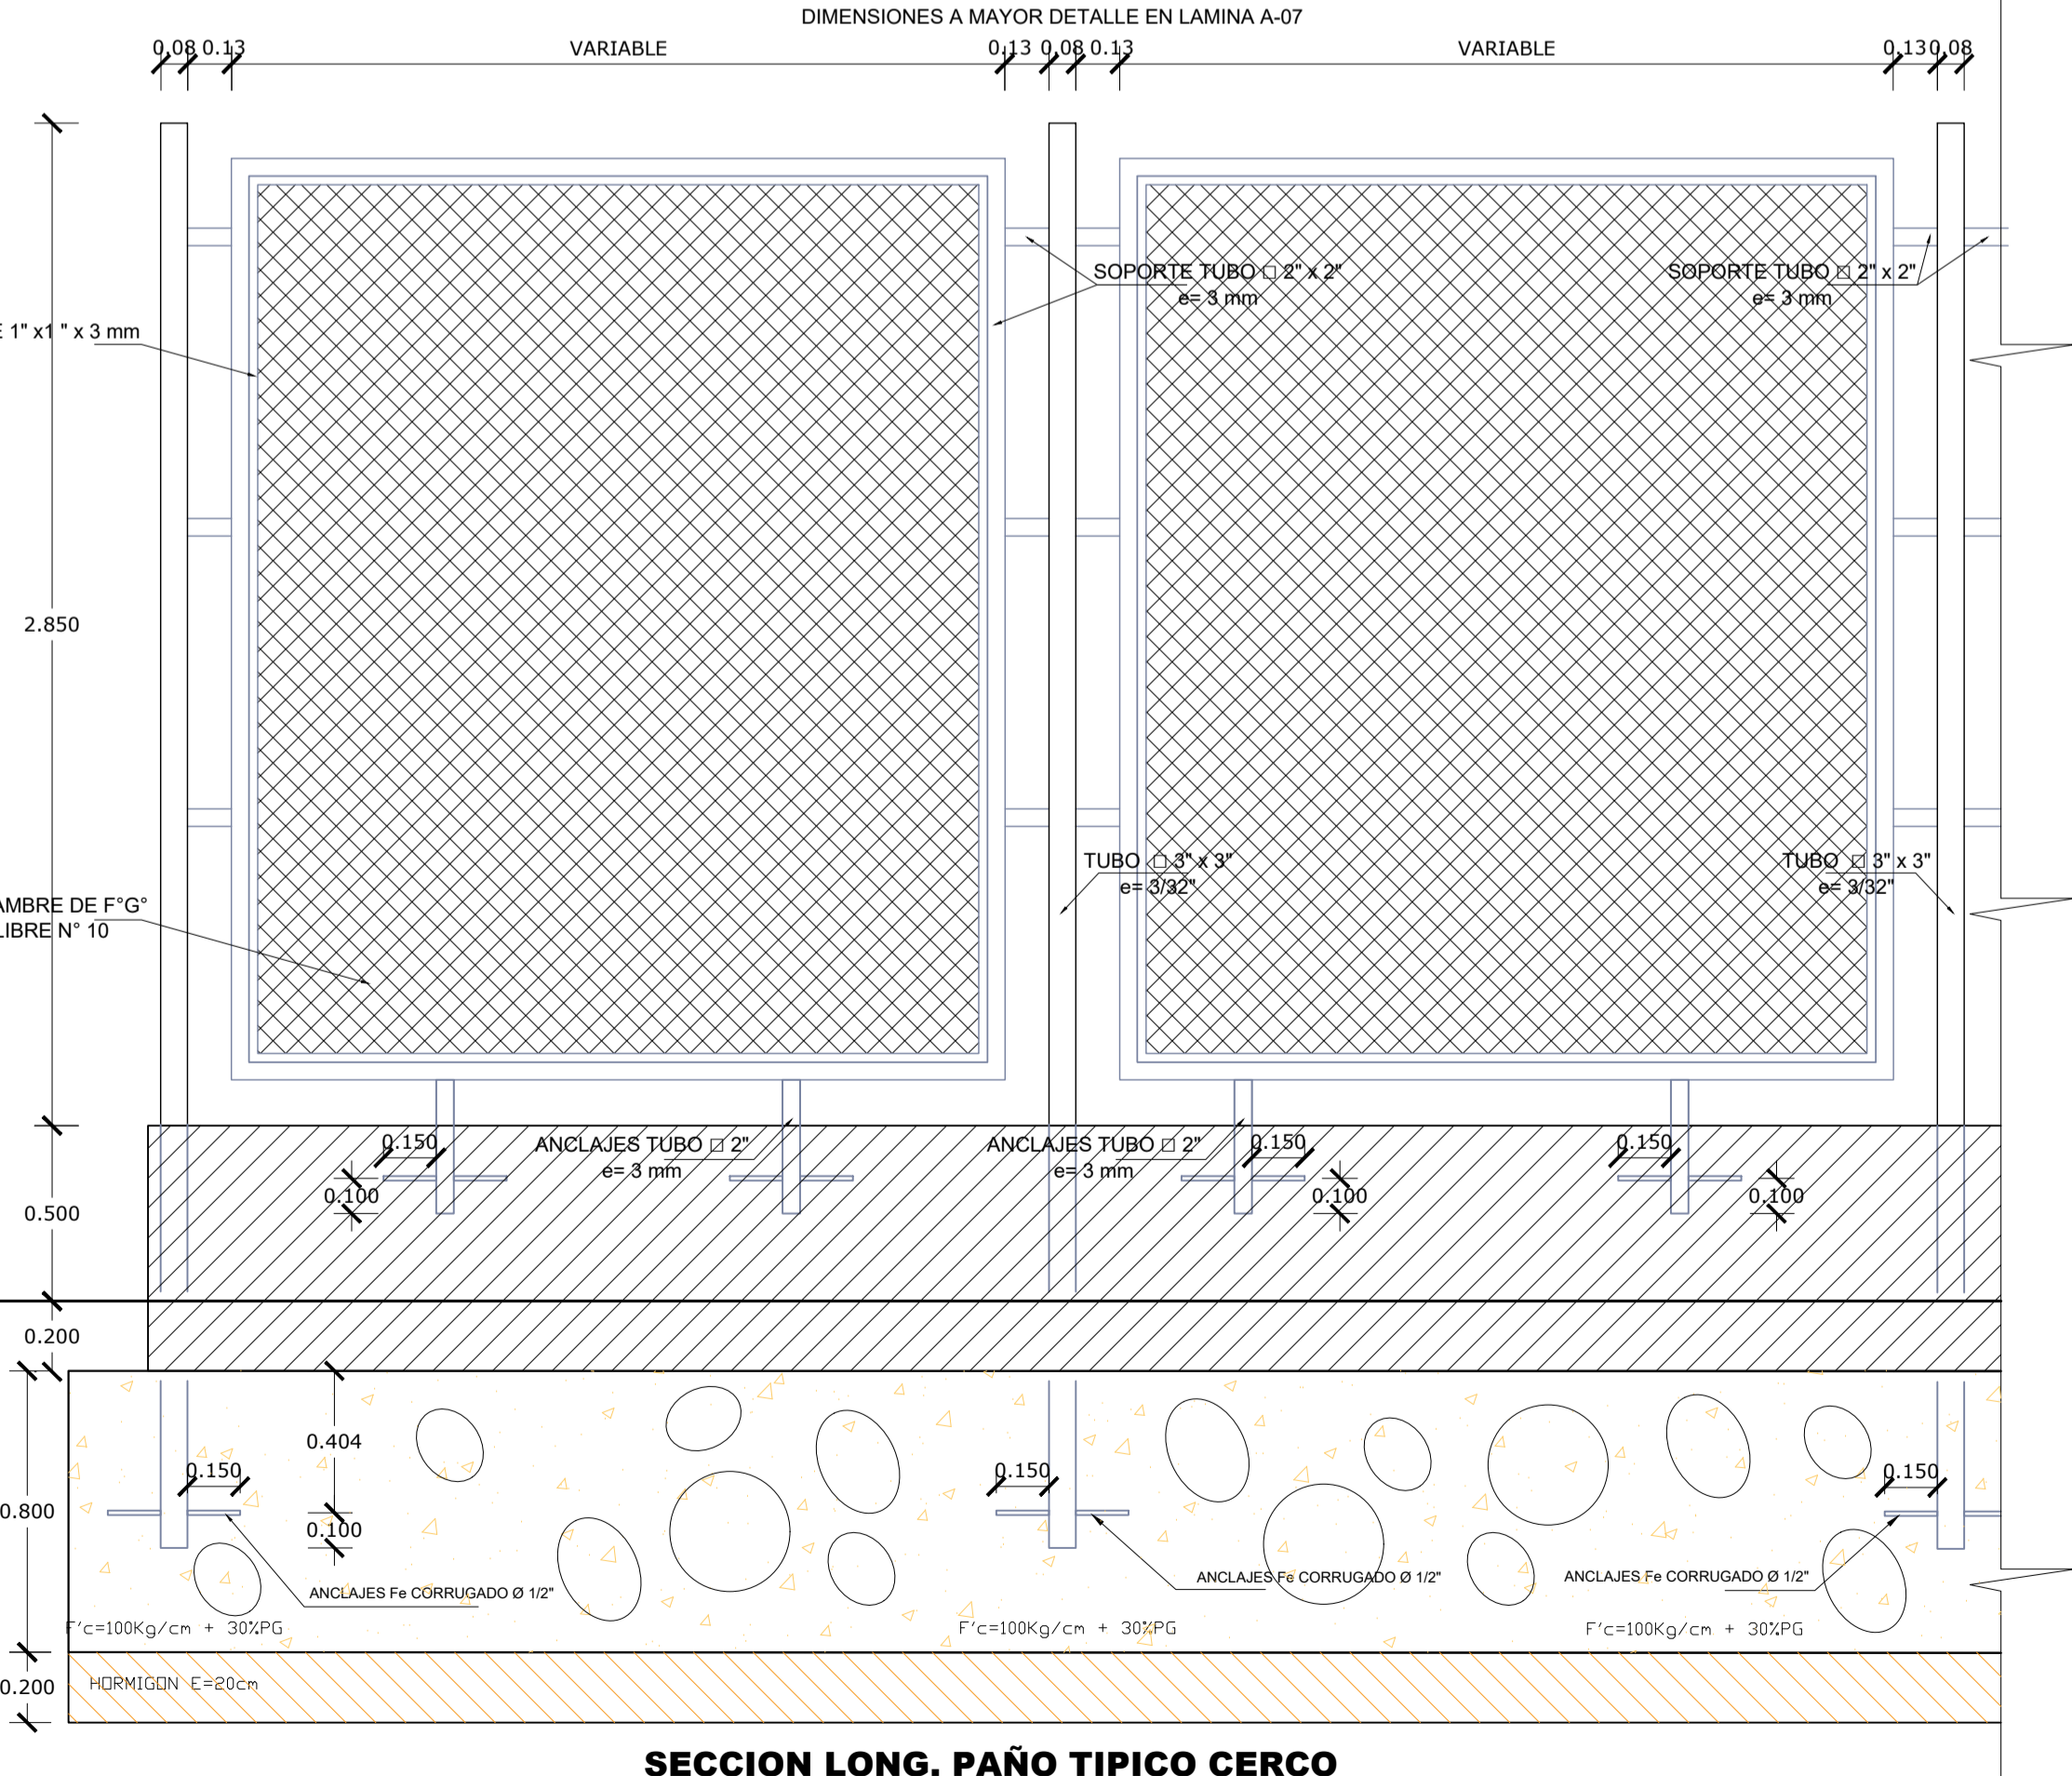 DIMENSIONES A MAYOR DETALLE EN LAMINA A-07
0.08 0.13 VARIABLE 0.13 0.08 0.13 VARIABLE 0.13 0.08
SOPORTE TUBO □ 2" x 2"
e= 3 mm
SOPORTE TUBO □ 2" x 2"
e= 3 mm
E 1" x1 " x 3 mm
2.850
TUBO □ 3" x 3"
e= 3/32"
TUBO □ 3" x 3"
e= 3/32"
AMBRE DE F°G°
LIBRE N° 10
0.150
ANCLAJES TUBO □ 2"
e= 3 mm
ANCLAJES TUBO □ 2"
e= 3 mm
0.150
0.150
0.100
0.100
0.100
0.500
0.200
0.404
0.150
0.150
0.150
0.800
0.100
ANCLAJES Fe CORRUGADO Ø 1/2"
ANCLAJES Fe CORRUGADO Ø 1/2"
ANCLAJES Fe CORRUGADO Ø 1/2"
F'c=100Kg/cm + 30%PG
F'c=100Kg/cm + 30%PG
F'c=100Kg/cm + 30%PG
0.200
HORMIGON E=20cm
SECCION LONG. PAÑO TIPICO CERCO